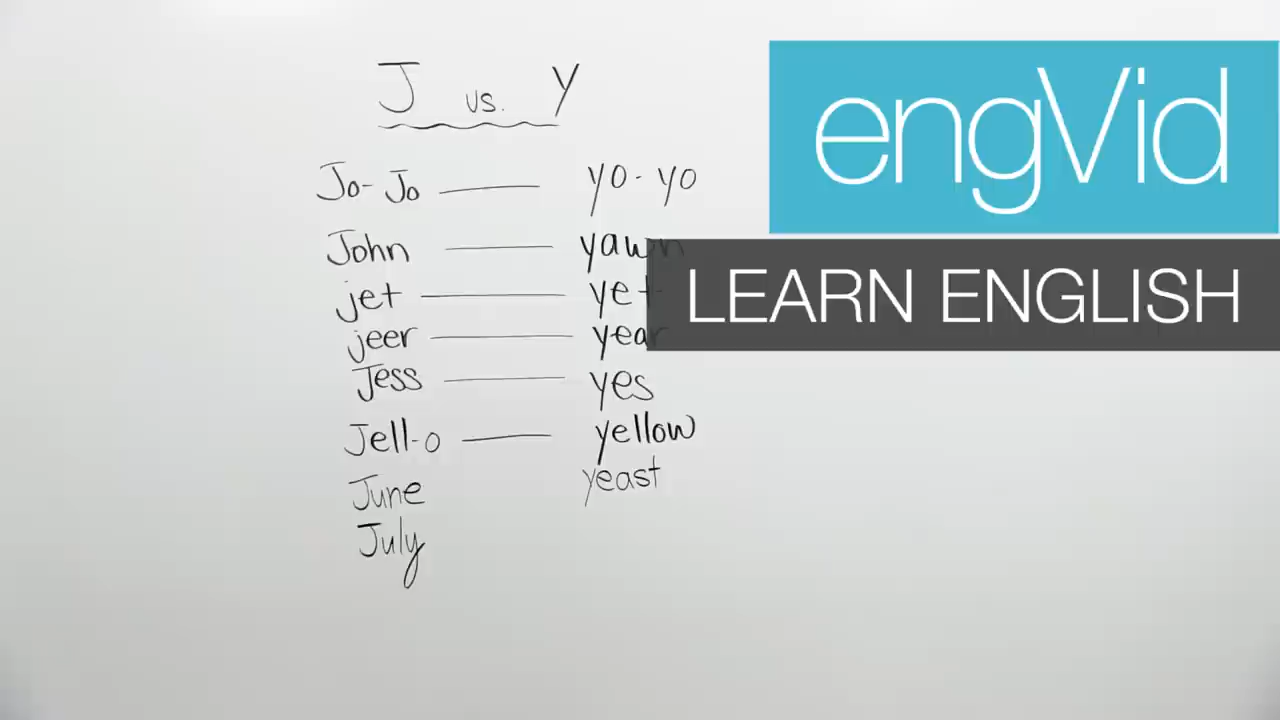 J vs. Y
Jo-Jo — yo-yo
John — yawn
jet — yet
jeer — year
Jess — yes
Jell-o — yellow
June yeast
July
engVid
LEARN ENGLISH